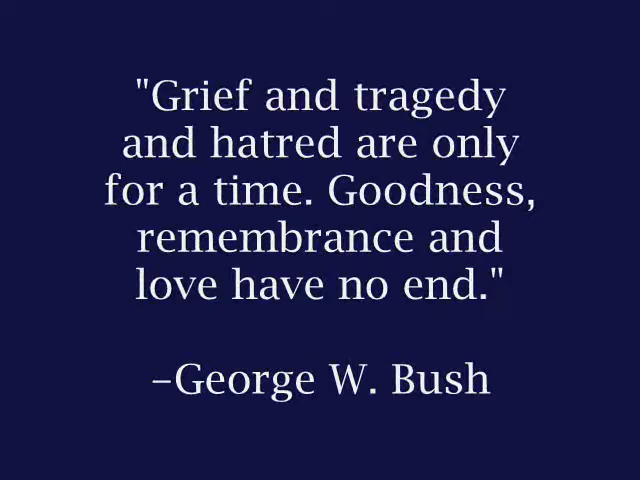 "Grief and tragedy
and hatred are only
for a time. Goodness,
remembrance and
love have no end."
–George W. Bush